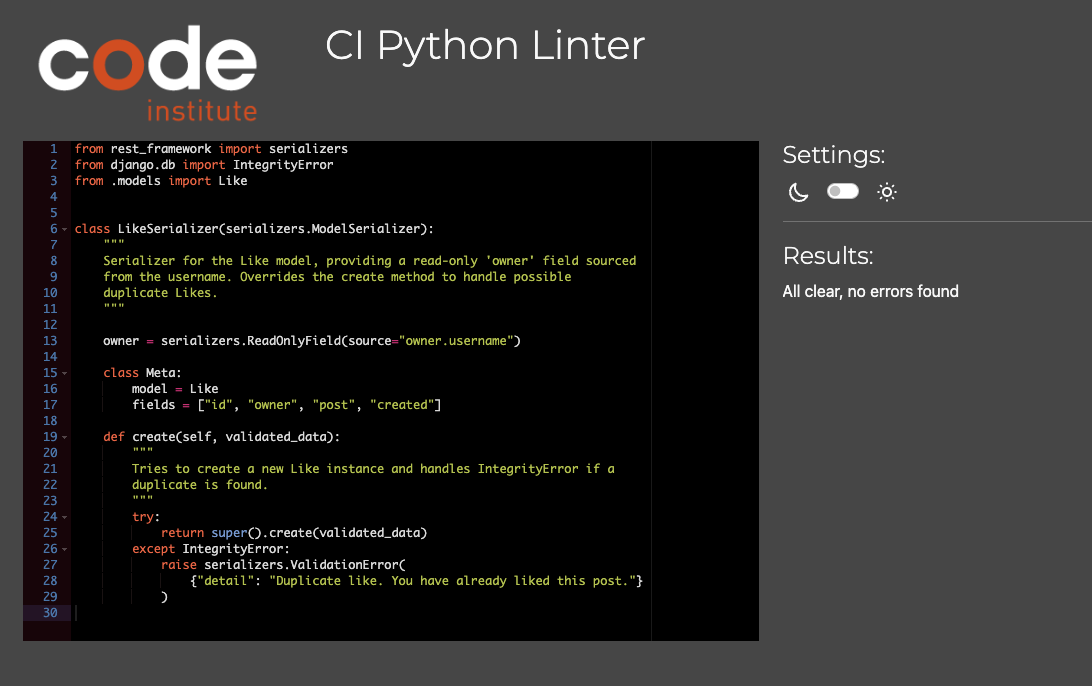 code
institute
CI Python Linter
1 from rest_framework import serializers
2 from django.db import IntegrityError
3 from .models import Like
4
5
6 class LikeSerializer(serializers.ModelSerializer):
7     """
8     Serializer for the Like model, providing a read-only 'owner' field sourced
9     from the username. Overrides the create method to handle possible
10     duplicate Likes.
11     """
12
13     owner = serializers.ReadOnlyField(source="owner.username")
14
15     class Meta:
16         model = Like
17         fields = ["id", "owner", "post", "created"]
18
19     def create(self, validated_data):
20         """
21         Tries to create a new Like instance and handles IntegrityError if a
22         duplicate is found.
23         """
24         try:
25             return super().create(validated_data)
26         except IntegrityError:
27             raise serializers.ValidationError(
28                 {"detail": "Duplicate like. You have already liked this post."}
29             )
30
Settings:
Results:
All clear, no errors found